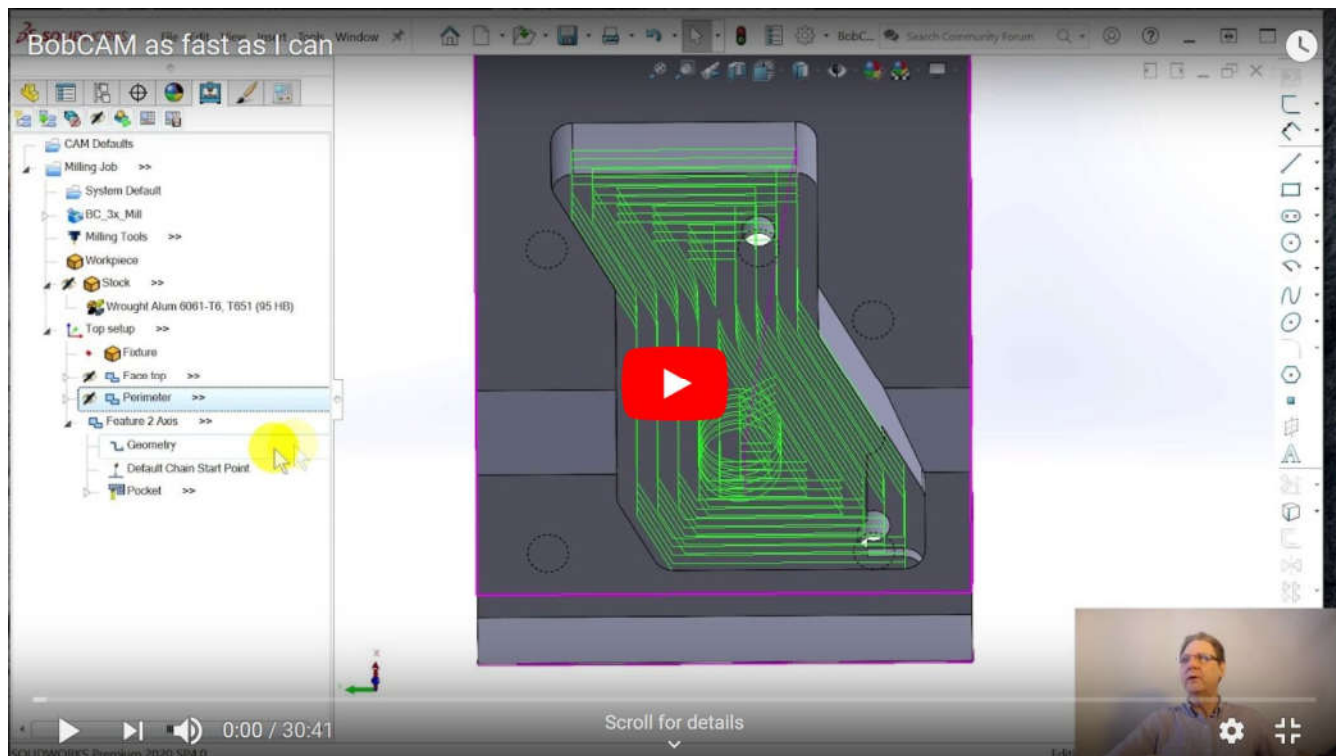 BobCAM as fast as I can
SOLIDWORKS File Edit View Insert Tools Window
BobC...
Search Community Forum
CAM Defaults
Milling Job >>
System Default
BC_3x_Mill
Milling Tools >>
Workpiece
Stock >>
Wrought Alum 6061-T6, T651 (95 HB)
Top setup >>
Fixture
Face top >>
Perimeter >>
Feature 2 Axis >>
Geometry
Default Chain Start Point
Pocket >>
0:00 / 30:41
Scroll for details
SOLIDWORKS Premium 2020 SP4.0